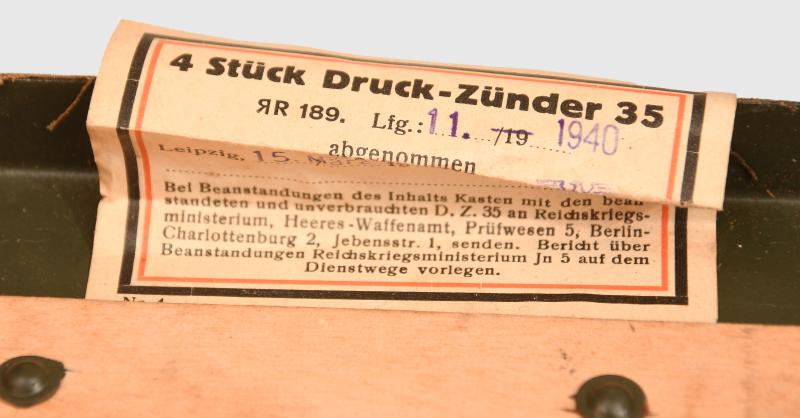 4 Stück Druck-Zünder 35
ЯR 189. Lfg.: 11. /19 1940
abgenommen
Leipzig, 15.
Bei Beanstandungen des Inhalts Kasten mit den bean
standeten und unverbrauchten D. Z. 35 an Reichskriegs-
ministerium, Heeres-Waffenamt, Prüfwesen 5, Berlin-
Charlottenburg 2, Jebensstr. 1, senden. Bericht über
Beanstandungen Reichskriegsministerium Jn 5 auf dem
Dienstwege vorlegen.